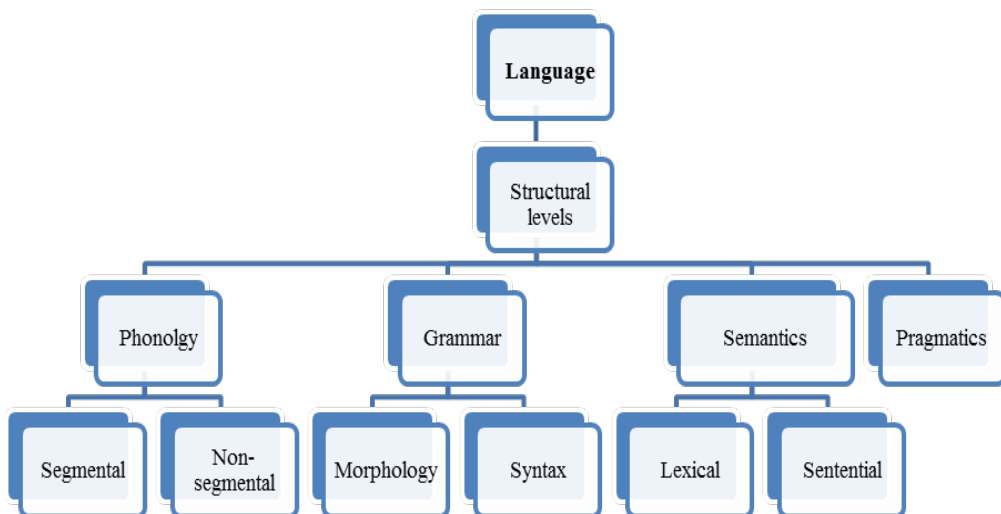 Language
Structural
levels
Phonolgy
Grammar
Semantics
Pragmatics
Segmental
Non-
segmental
Morphology
Syntax
Lexical
Sentential